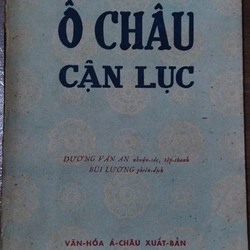 Ô CHÂU
CẬN LỤC
DƯƠNG VĂN AN nhuận-sắc, tập-thành
BÙI LƯƠNG phiên-dịch
VĂN-HÓA Á-CHÂU XUẤT-BẢN